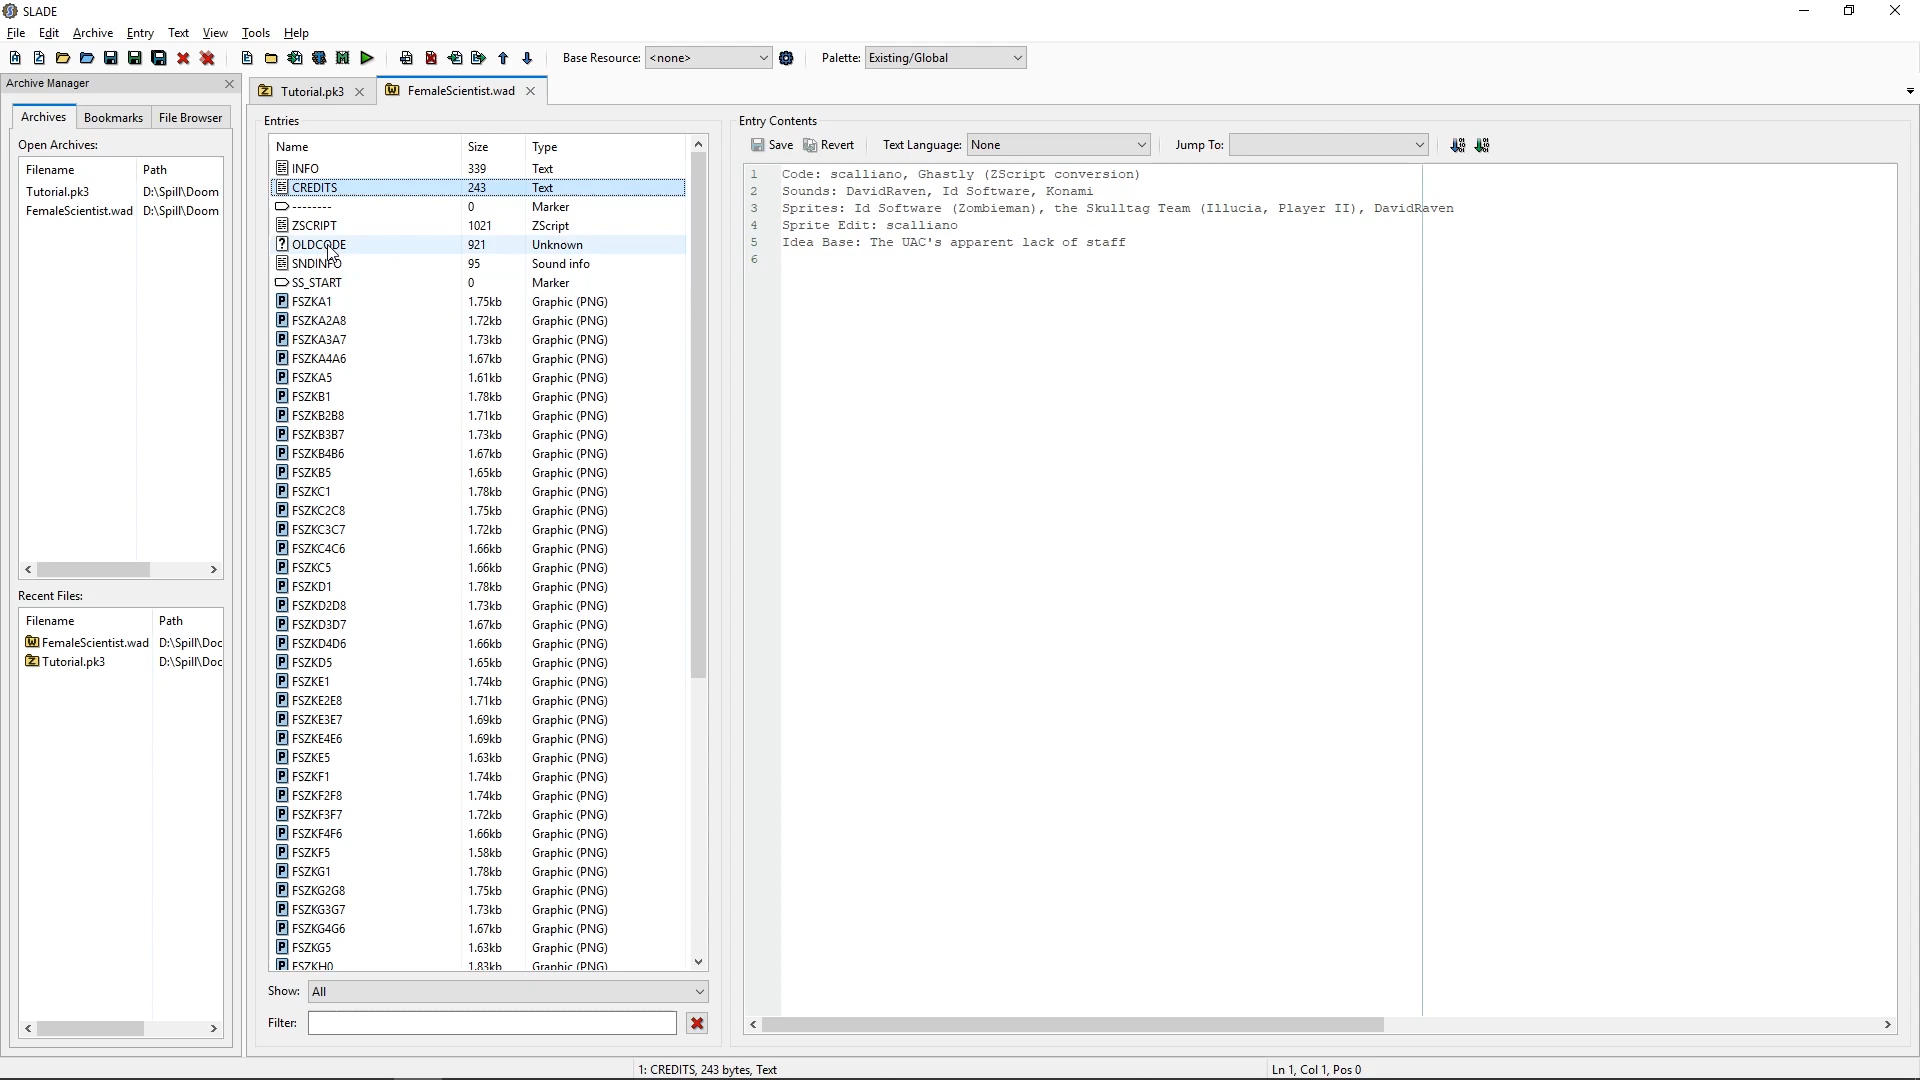 SLADE
File Edit Archive Entry Text View Tools Help
Base Resource: <none> Palette: Existing/Global
Archive Manager
Tutorial.pk3 FemaleScientist.wad
Archives Bookmarks File Browser
Open Archives:
Filename Path
Tutorial.pk3 D:\Spill\Doom
FemaleScientist.wad D:\Spill\Doom
Recent Files:
Filename Path
FemaleScientist.wad D:\Spill\Doc
Tutorial.pk3 D:\Spill\Doc
Entries
Name Size Type
INFO 339 Text
CREDITS 243 Text
-------- 0 Marker
ZSCRIPT 1021 ZScript
OLDCODE 921 Unknown
SNDINFO 95 Sound info
SS_START 0 Marker
FSZKA1 1.75kb Graphic (PNG)
FSZKA2A8 1.72kb Graphic (PNG)
FSZKA3A7 1.73kb Graphic (PNG)
FSZKA4A6 1.67kb Graphic (PNG)
FSZKA5 1.61kb Graphic (PNG)
FSZKB1 1.78kb Graphic (PNG)
FSZKB2B8 1.71kb Graphic (PNG)
FSZKB3B7 1.73kb Graphic (PNG)
FSZKB4B6 1.67kb Graphic (PNG)
FSZKB5 1.65kb Graphic (PNG)
FSZKC1 1.78kb Graphic (PNG)
FSZKC2C8 1.75kb Graphic (PNG)
FSZKC3C7 1.72kb Graphic (PNG)
FSZKC4C6 1.66kb Graphic (PNG)
FSZKC5 1.66kb Graphic (PNG)
FSZKD1 1.78kb Graphic (PNG)
FSZKD2D8 1.73kb Graphic (PNG)
FSZKD3D7 1.67kb Graphic (PNG)
FSZKD4D6 1.66kb Graphic (PNG)
FSZKD5 1.65kb Graphic (PNG)
FSZKE1 1.74kb Graphic (PNG)
FSZKE2E8 1.71kb Graphic (PNG)
FSZKE3E7 1.69kb Graphic (PNG)
FSZKE4E6 1.69kb Graphic (PNG)
FSZKE5 1.63kb Graphic (PNG)
FSZKF1 1.74kb Graphic (PNG)
FSZKF2F8 1.74kb Graphic (PNG)
FSZKF3F7 1.72kb Graphic (PNG)
FSZKF4F6 1.66kb Graphic (PNG)
FSZKF5 1.58kb Graphic (PNG)
FSZKG1 1.78kb Graphic (PNG)
FSZKG2G8 1.75kb Graphic (PNG)
FSZKG3G7 1.73kb Graphic (PNG)
FSZKG4G6 1.67kb Graphic (PNG)
FSZKG5 1.63kb Graphic (PNG)
FSZKH0 1.83kb Graphic (PNG)
Show: All
Filter:
Entry Contents
Save Revert Text Language: None Jump To:
1 Code: scalliano, Ghastly (ZScript conversion)
2 Sounds: DavidRaven, Id Software, Konami
3 Sprites: Id Software (Zombieman), the Skulltag Team (Illucia, Player II), DavidRaven
4 Sprite Edit: scalliano
5 Idea Base: The UAC's apparent lack of staff
6
1: CREDITS, 243 bytes, Text
Ln 1, Col 1, Pos 0